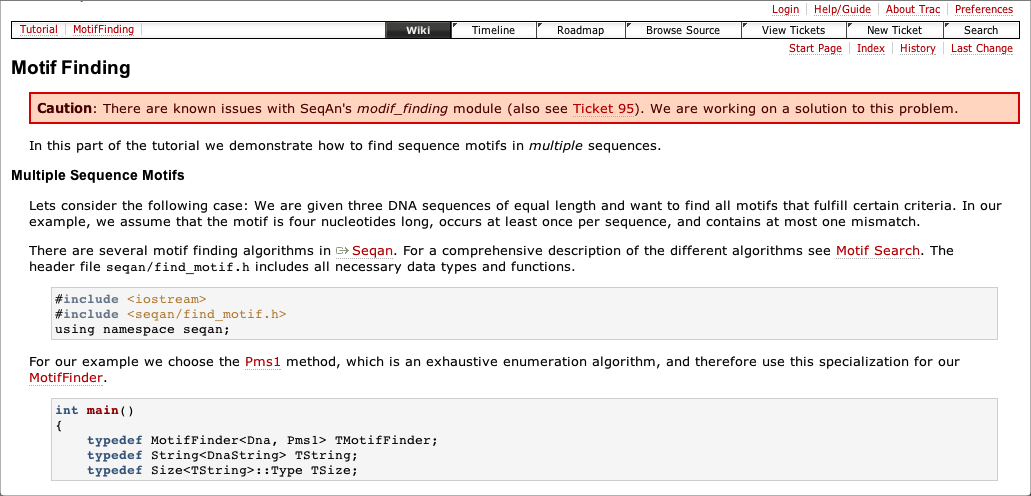 Login Help/Guide About Trac Preferences
Tutorial MotifFinding Wiki Timeline Roadmap Browse Source View Tickets New Ticket Search
Start Page Index History Last Change
Motif Finding
Caution: There are known issues with SeqAn's modif_finding module (also see Ticket 95). We are working on a solution to this problem.
In this part of the tutorial we demonstrate how to find sequence motifs in multiple sequences.
Multiple Sequence Motifs
Lets consider the following case: We are given three DNA sequences of equal length and want to find all motifs that fulfill certain criteria. In our
example, we assume that the motif is four nucleotides long, occurs at least once per sequence, and contains at most one mismatch.
There are several motif finding algorithms in Seqan. For a comprehensive description of the different algorithms see Motif Search. The
header file seqan/find_motif.h includes all necessary data types and functions.
#include <iostream>
#include <seqan/find_motif.h>
using namespace seqan;
For our example we choose the Pms1 method, which is an exhaustive enumeration algorithm, and therefore use this specialization for our
MotifFinder.
int main()
{
    typedef MotifFinder<Dna, Pms1> TMotifFinder;
    typedef String<DnaString> TString;
    typedef Size<TString>::Type TSize;